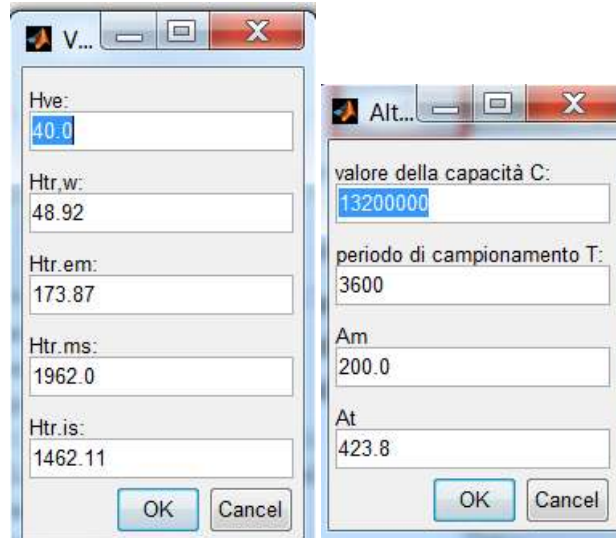 V...
Hve:
40.0
Htr,w:
48.92
Htr.em:
173.87
Htr.ms:
1962.0
Htr.is:
1462.11
OK
Cancel
Alt...
valore della capacità C:
13200000
periodo di campionamento T:
3600
Am
200.0
At
423.8
OK
Cancel